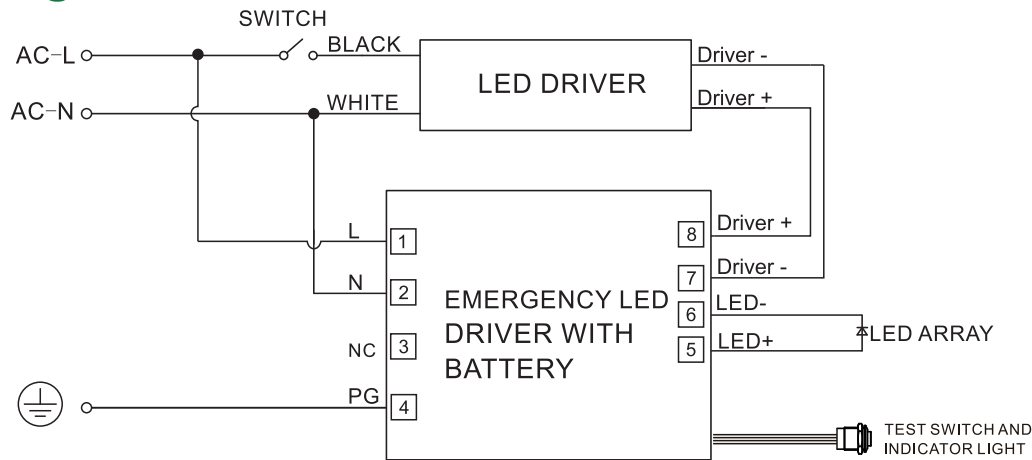 SWITCH
AC-L
BLACK
LED DRIVER
Driver -
AC-N
WHITE
Driver +
L
1
8
Driver +
N
2
7
Driver -
EMERGENCY LED
DRIVER WITH
BATTERY
6
LED-
LED ARRAY
NC
3
5
LED+
PG
4
TEST SWITCH AND
INDICATOR LIGHT